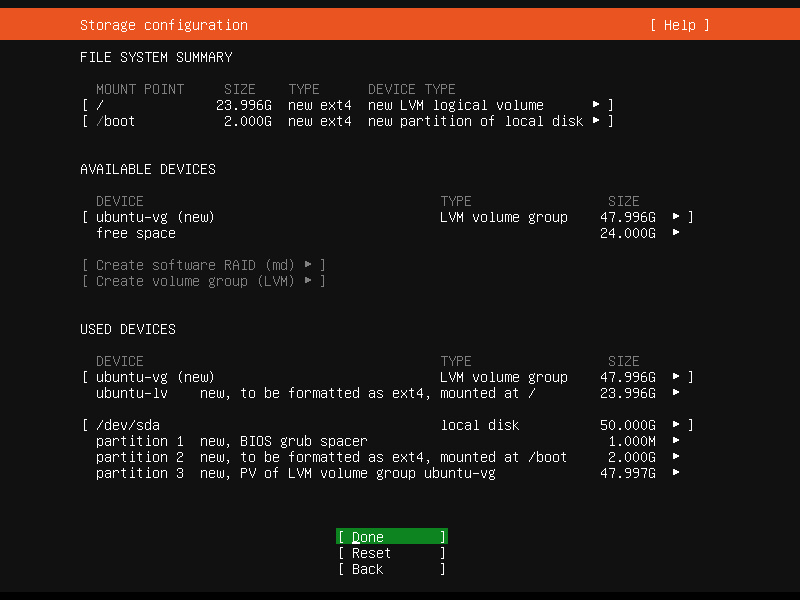 Storage configuration [ Help ]
FILE SYSTEM SUMMARY
MOUNT POINT SIZE TYPE DEVICE TYPE
[ / 23.996G new ext4 new LVM logical volume ▸ ]
[ /boot 2.000G new ext4 new partition of local disk ▸ ]
AVAILABLE DEVICES
DEVICE TYPE SIZE
[ ubuntu-vg (new) LVM volume group 47.996G ▸ ]
free space 24.000G ▸
[ Create software RAID (md) ▸ ]
[ Create volume group (LVM) ▸ ]
USED DEVICES
DEVICE TYPE SIZE
[ ubuntu-vg (new) LVM volume group 47.996G ▸ ]
ubuntu-lv new, to be formatted as ext4, mounted at / 23.996G ▸
[ /dev/sda local disk 50.000G ▸ ]
partition 1 new, BIOS grub spacer 1.000M ▸
partition 2 new, to be formatted as ext4, mounted at /boot 2.000G ▸
partition 3 new, PV of LVM volume group ubuntu-vg 47.997G ▸
[ Done ]
[ Reset ]
[ Back ]